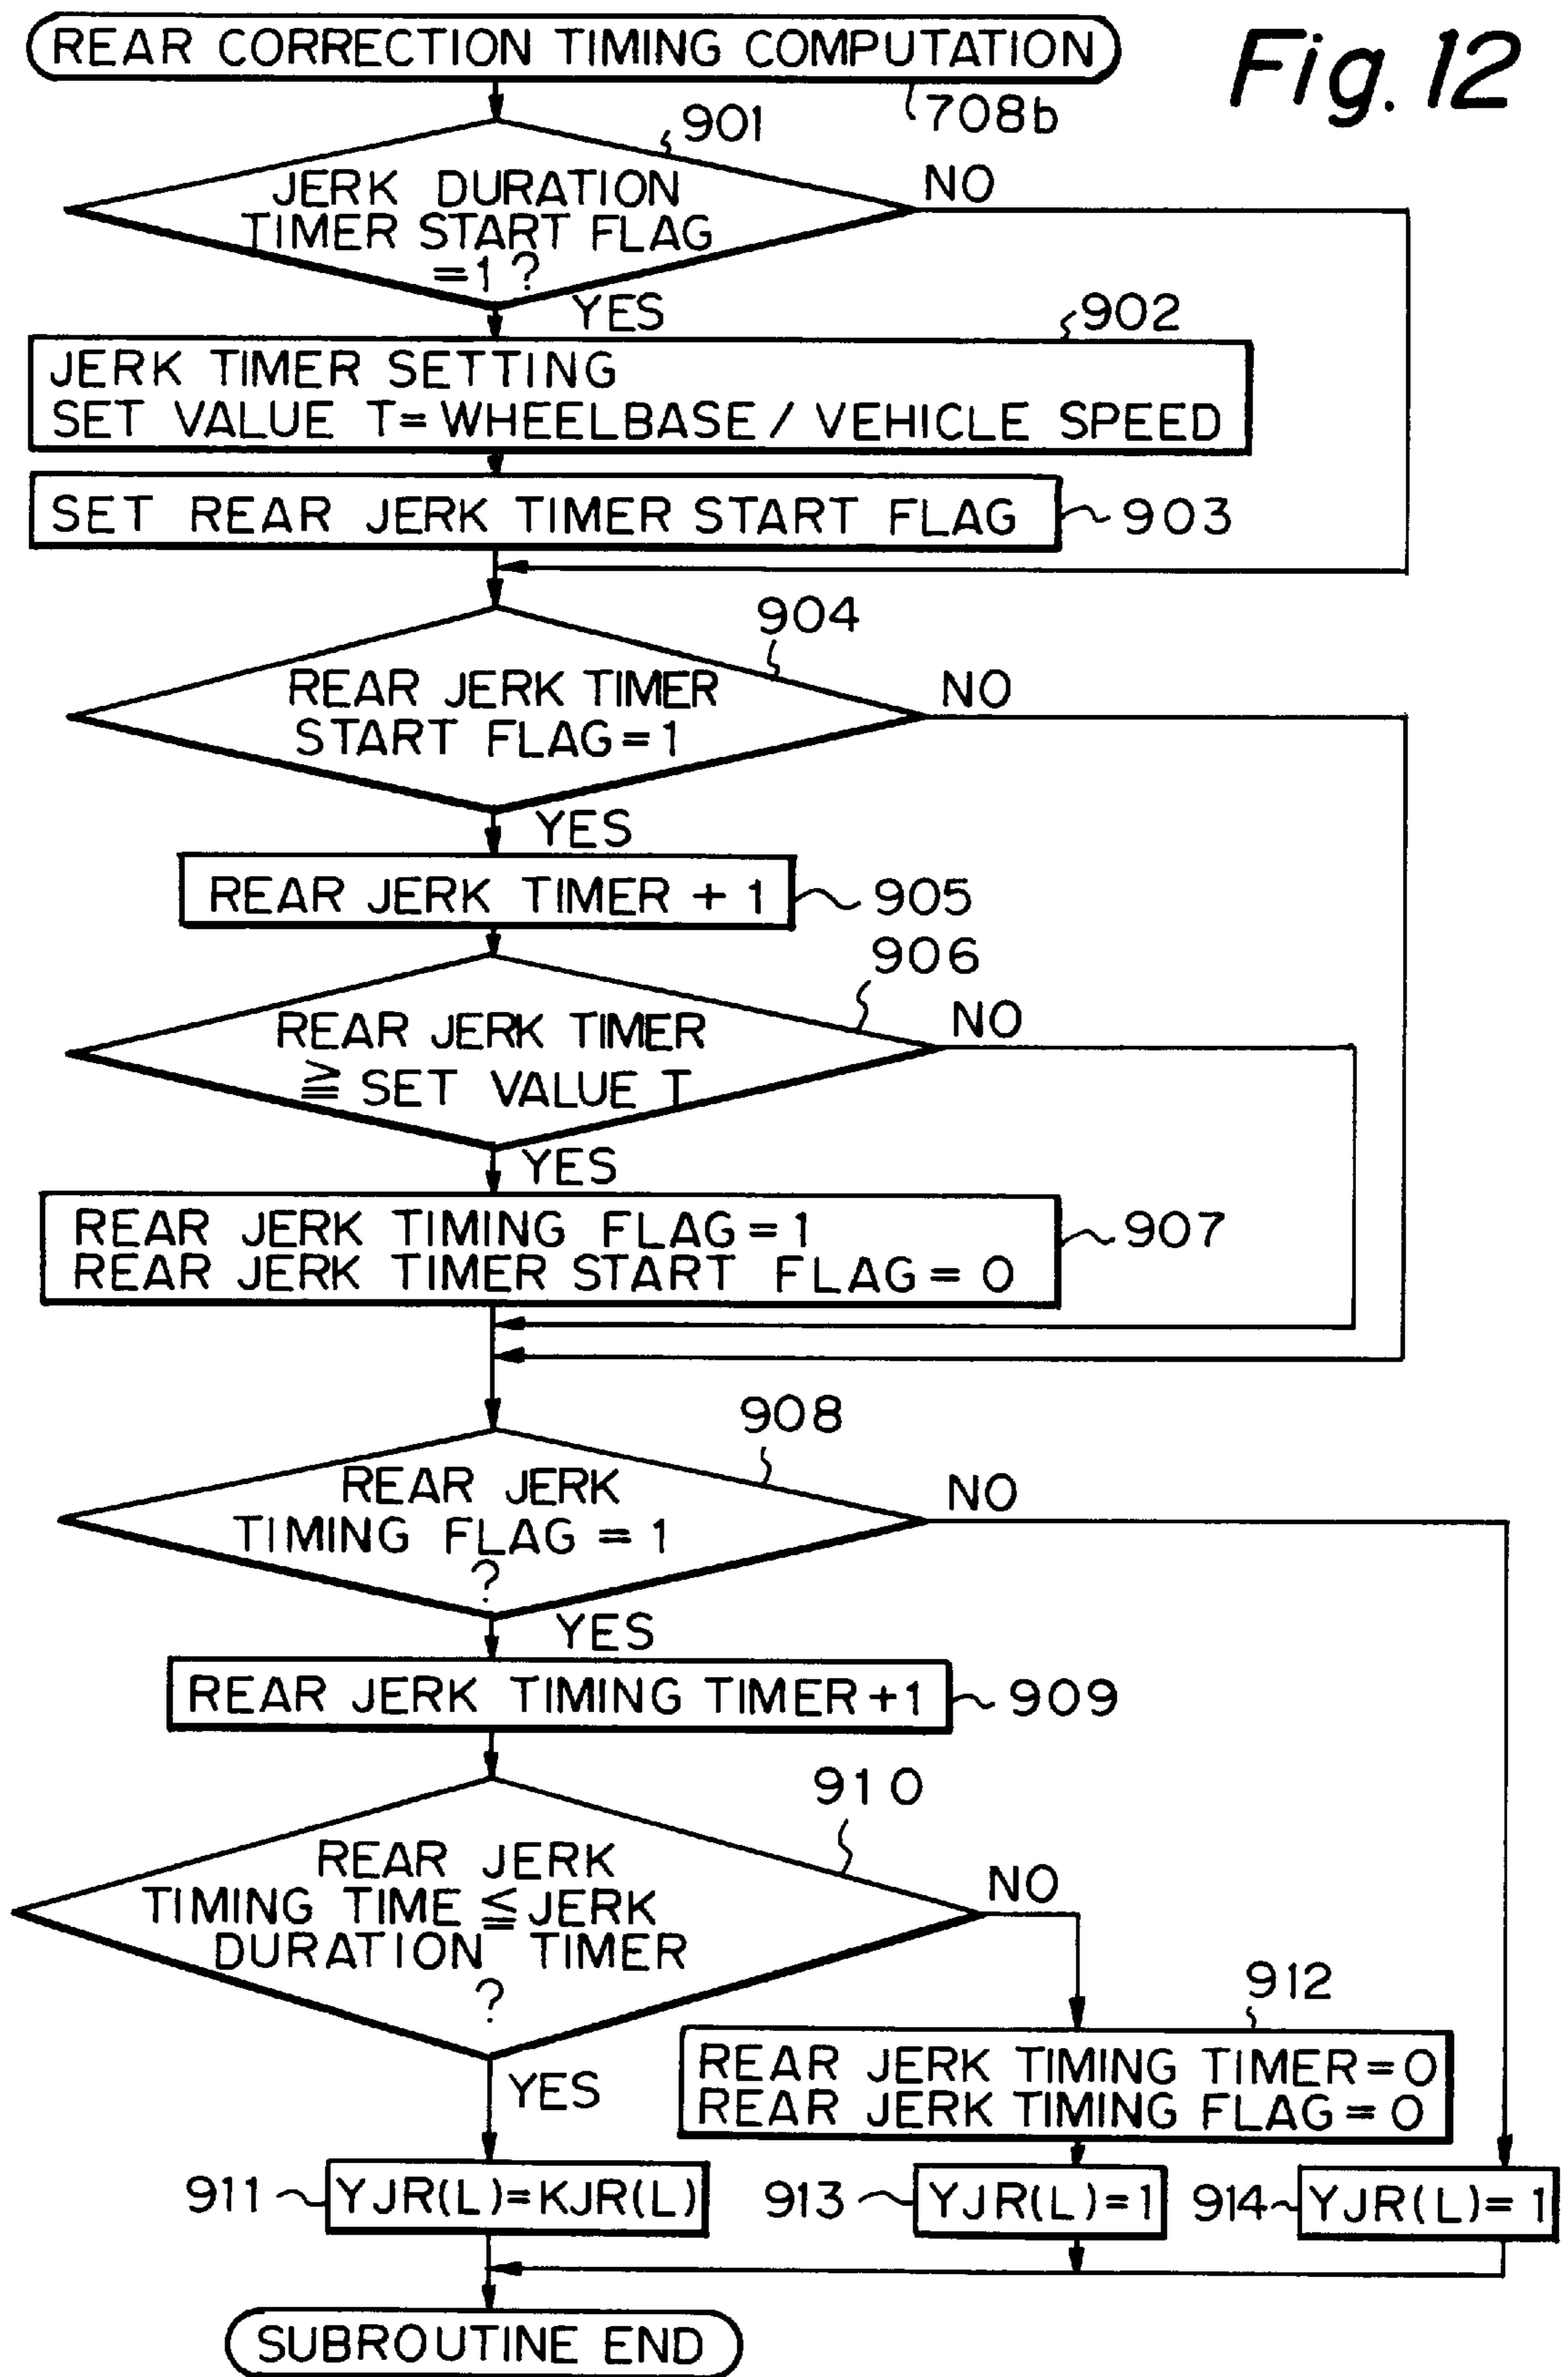 REAR CORRECTION TIMING COMPUTATION
Fig. 12
708b
901
JERK DURATION
TIMER START FLAG
=1 ?
NO
YES
902
JERK TIMER SETTING
SET VALUE T=WHEELBASE / VEHICLE SPEED
SET REAR JERK TIMER START FLAG
903
904
REAR JERK TIMER
START FLAG=1
NO
YES
REAR JERK TIMER + 1
905
906
REAR JERK TIMER
≧ SET VALUE T
NO
YES
REAR JERK TIMING FLAG=1
REAR JERK TIMER START FLAG= 0
907
908
REAR JERK
TIMING FLAG = 1
?
NO
YES
REAR JERK TIMING TIMER+1
909
910
REAR JERK
TIMING TIME ≦ JERK
DURATION TIMER
?
NO
YES
912
REAR JERK TIMING TIMER=0
REAR JERK TIMING FLAG=0
911
YJR(L)=KJR(L)
913
YJR(L)=1
914
YJR(L)= 1
SUBROUTINE END